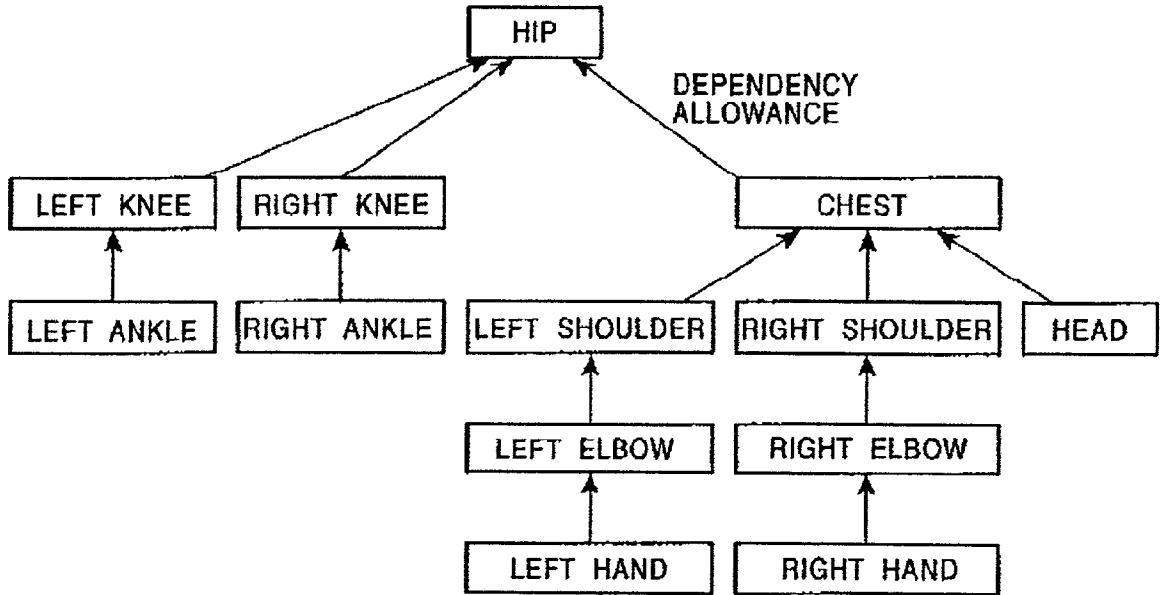 HIP
DEPENDENCY
ALLOWANCE
LEFT KNEE
RIGHT KNEE
CHEST
LEFT ANKLE
RIGHT ANKLE
LEFT SHOULDER
RIGHT SHOULDER
HEAD
LEFT ELBOW
RIGHT ELBOW
LEFT HAND
RIGHT HAND